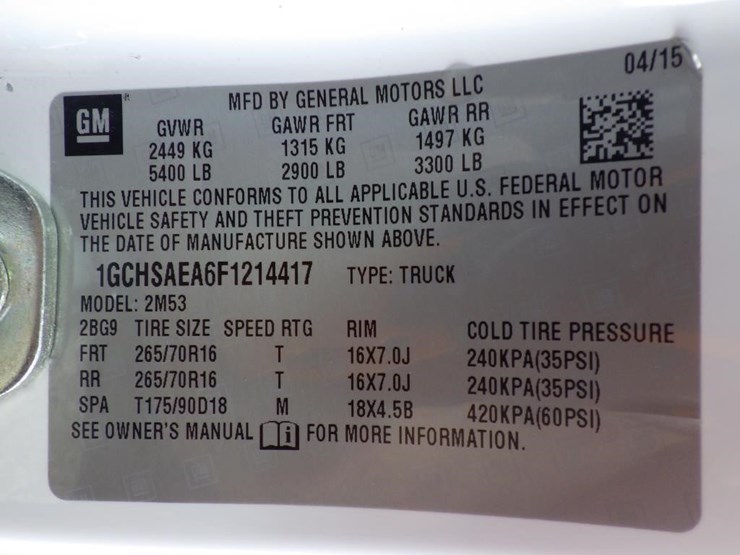 04/15
GM ® MFD BY GENERAL MOTORS LLC
GVWR GAWR FRT GAWR RR
2449 KG 1315 KG 1497 KG
5400 LB 2900 LB 3300 LB
THIS VEHICLE CONFORMS TO ALL APPLICABLE U.S. FEDERAL MOTOR
VEHICLE SAFETY AND THEFT PREVENTION STANDARDS IN EFFECT ON
THE DATE OF MANUFACTURE SHOWN ABOVE.
1GCHSAEA6F1214417 TYPE: TRUCK
MODEL: 2M53
2BG9 TIRE SIZE SPEED RTG RIM COLD TIRE PRESSURE
FRT 265/70R16 T 16X7.0J 240KPA(35PSI)
RR 265/70R16 T 16X7.0J 240KPA(35PSI)
SPA T175/90D18 M 18X4.5B 420KPA(60PSI)
SEE OWNER'S MANUAL i FOR MORE INFORMATION.